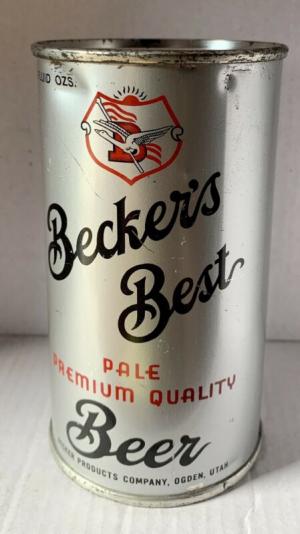 OZS.
B
Becker's
Best
PALE
PREMIUM QUALITY
Beer
PRODUCTS COMPANY, OGDEN, UTAH